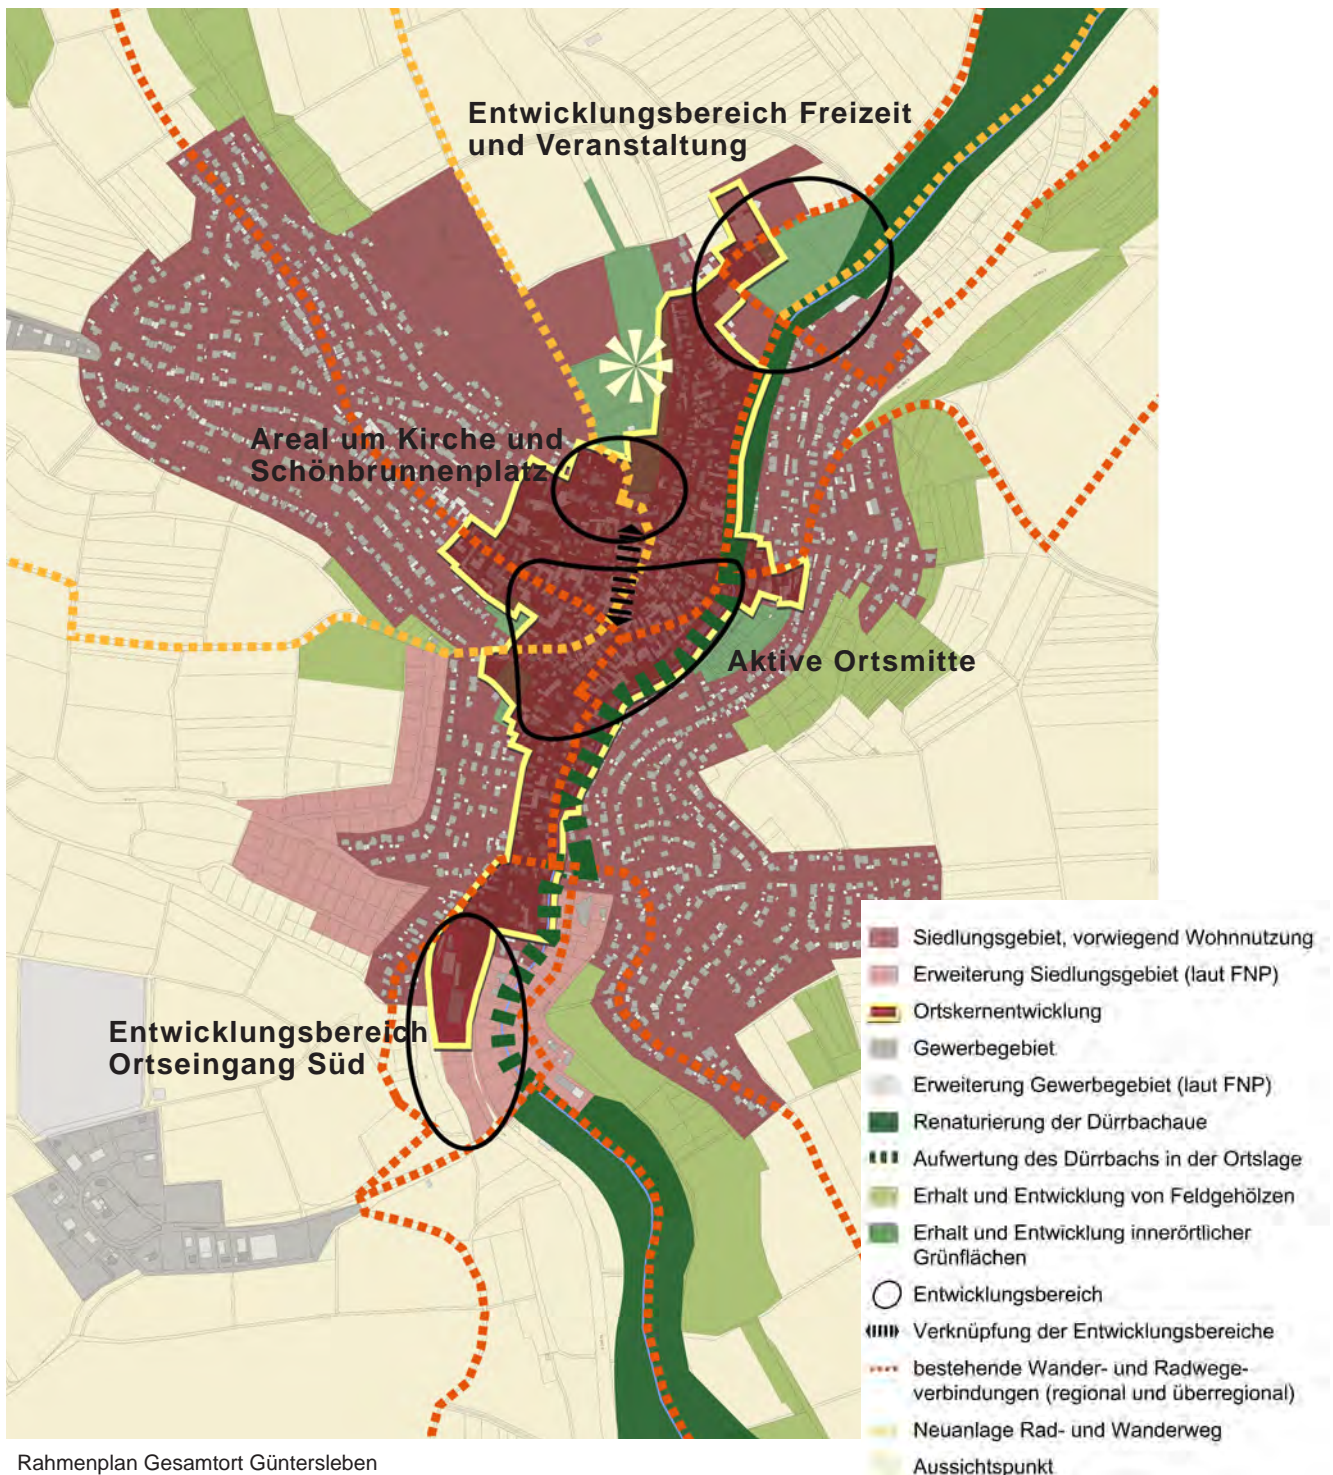 Entwicklungsbereich Freizeit
und Veranstaltung
Areal um Kirche und
Schönbrunnenplatz
Aktive Ortsmitte
Entwicklungsbereich
Ortseingang Süd
Siedlungsgebiet, vorwiegend Wohnnutzung
Erweiterung Siedlungsgebiet (laut FNP)
Ortskernentwicklung
Gewerbegebiet
Erweiterung Gewerbegebiet (laut FNP)
Renaturierung der Dürrbachaue
Aufwertung des Dürrbachs in der Ortslage
Erhalt und Entwicklung von Feldgehölzen
Erhalt und Entwicklung innerörtlicher
Grünflächen
Entwicklungsbereich
Verknüpfung der Entwicklungsbereiche
bestehende Wander- und Radwege-
verbindungen (regional und überregional)
Neuanlage Rad- und Wanderweg
Aussichtspunkt
Rahmenplan Gesamtort Güntersleben